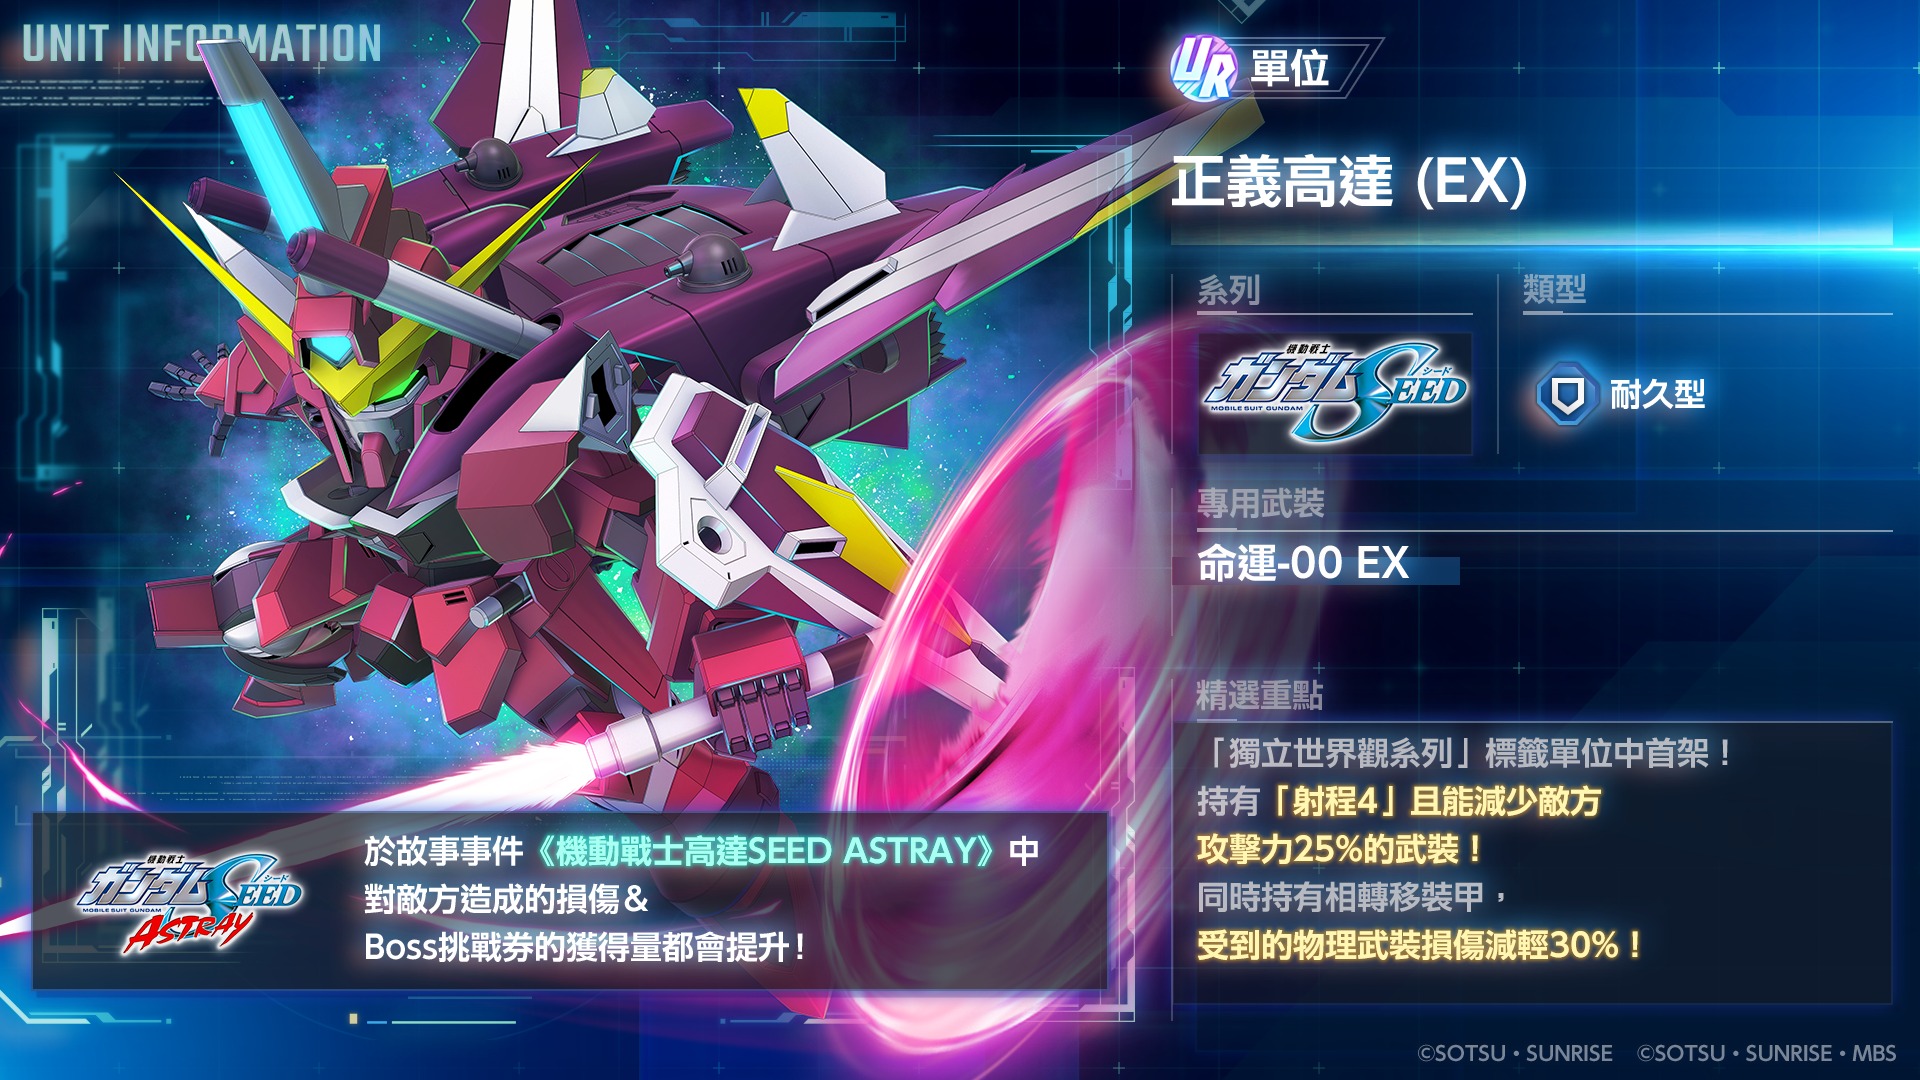 UNIT INFORMATION
UR 單位
正義高達 (EX)
系列
類型
機動戦士
ガンダムSEED
シード
MOBILE SUIT GUNDAM
耐久型
專用武裝
命運-00 EX
精選重點
「獨立世界觀系列」標籤單位中首架！
持有「射程4」且能減少敵方
攻擊力25%的武裝！
同時持有相轉移裝甲，
受到的物理武裝損傷減輕30%！
機動戦士
ガンダムSEED
シード
MOBILE SUIT GUNDAM
ASTRAY
於故事事件《機動戰士高達SEED ASTRAY》中
對敵方造成的損傷＆
Boss挑戰券的獲得量都會提升！
©SOTSU・SUNRISE ©SOTSU・SUNRISE・MBS